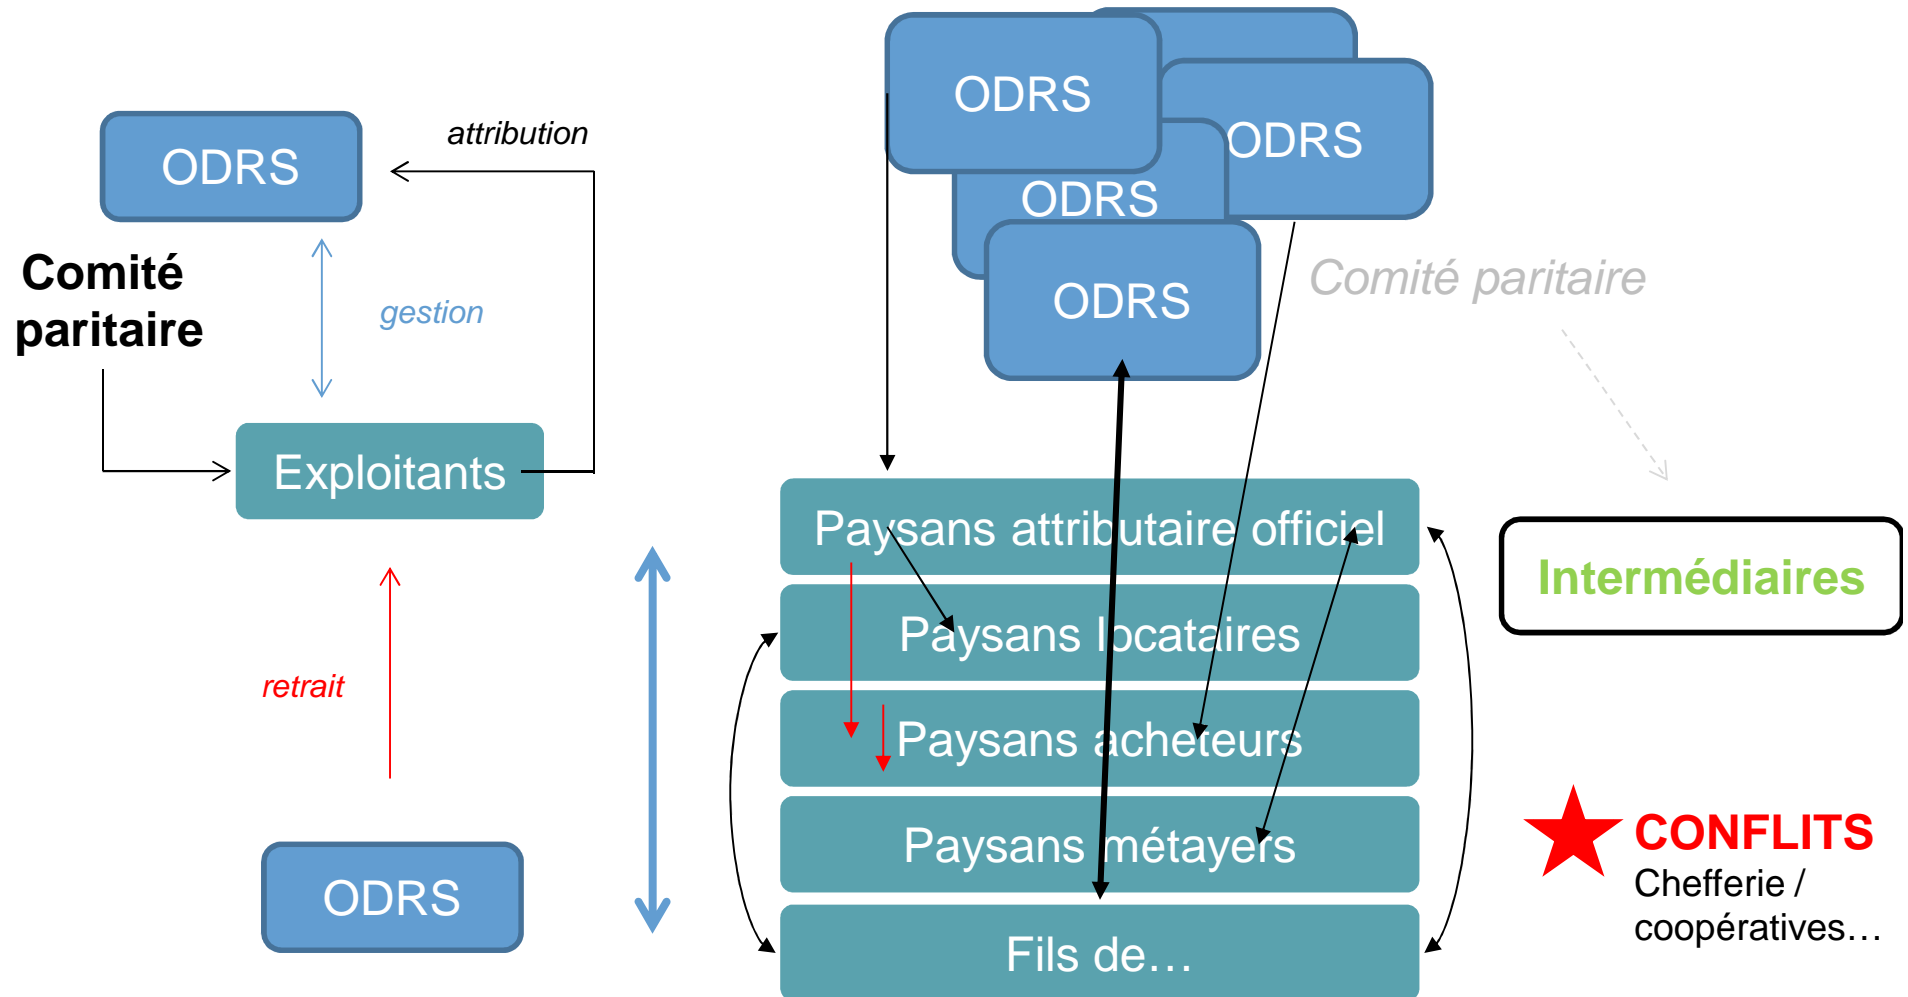 ODRS
attribution
Comité
paritaire
gestion
Exploitants
retrait
ODRS
ODRS
ODRS
ODRS
ODRS
Comité paritaire
Paysans attributaire officiel
Paysans locataires
Paysans acheteurs
Paysans métayers
Fils de…
Intermédiaires
CONFLITS
Chefferie /
coopératives…